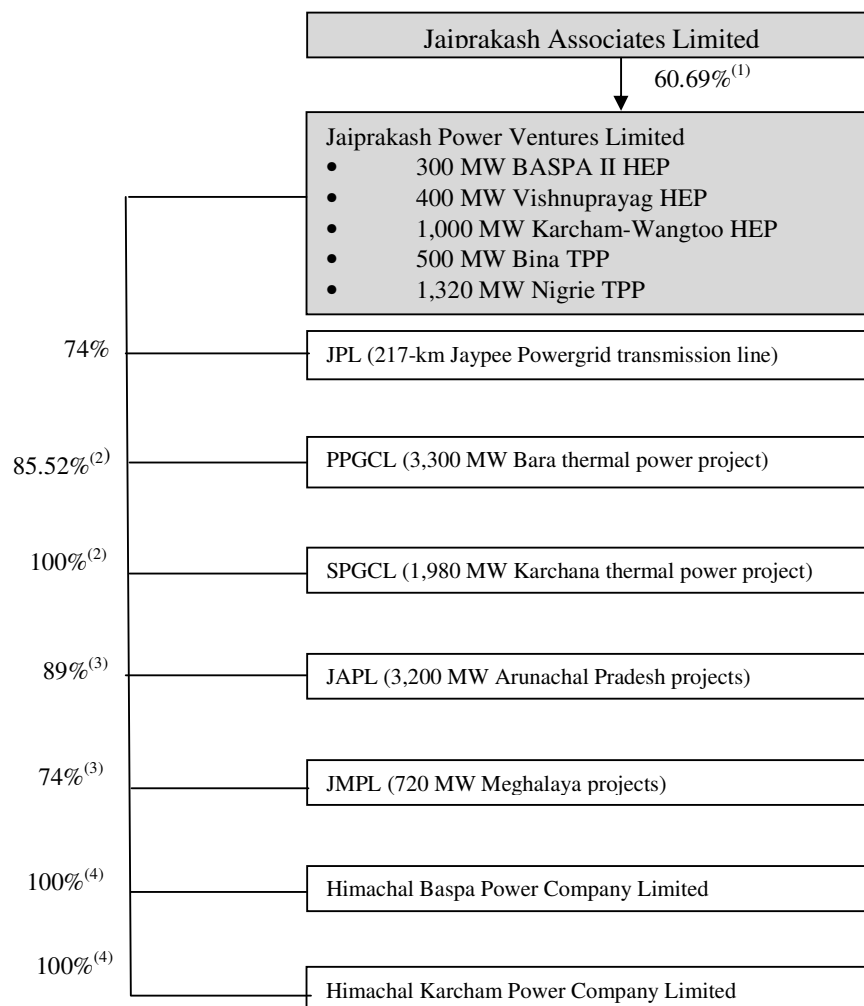 Jaiprakash Associates Limited
60.69%(1)
Jaiprakash Power Ventures Limited
• 300 MW BASPA II HEP
• 400 MW Vishnuprayag HEP
• 1,000 MW Karcham-Wangtoo HEP
• 500 MW Bina TPP
• 1,320 MW Nigrie TPP
74%
JPL (217-km Jaypee Powergrid transmission line)
85.52%(2)
PPGCL (3,300 MW Bara thermal power project)
100%(2)
SPGCL (1,980 MW Karchana thermal power project)
89%(3)
JAPL (3,200 MW Arunachal Pradesh projects)
74%(3)
JMPL (720 MW Meghalaya projects)
100%(4)
Himachal Baspa Power Company Limited
100%(4)
Himachal Karcham Power Company Limited